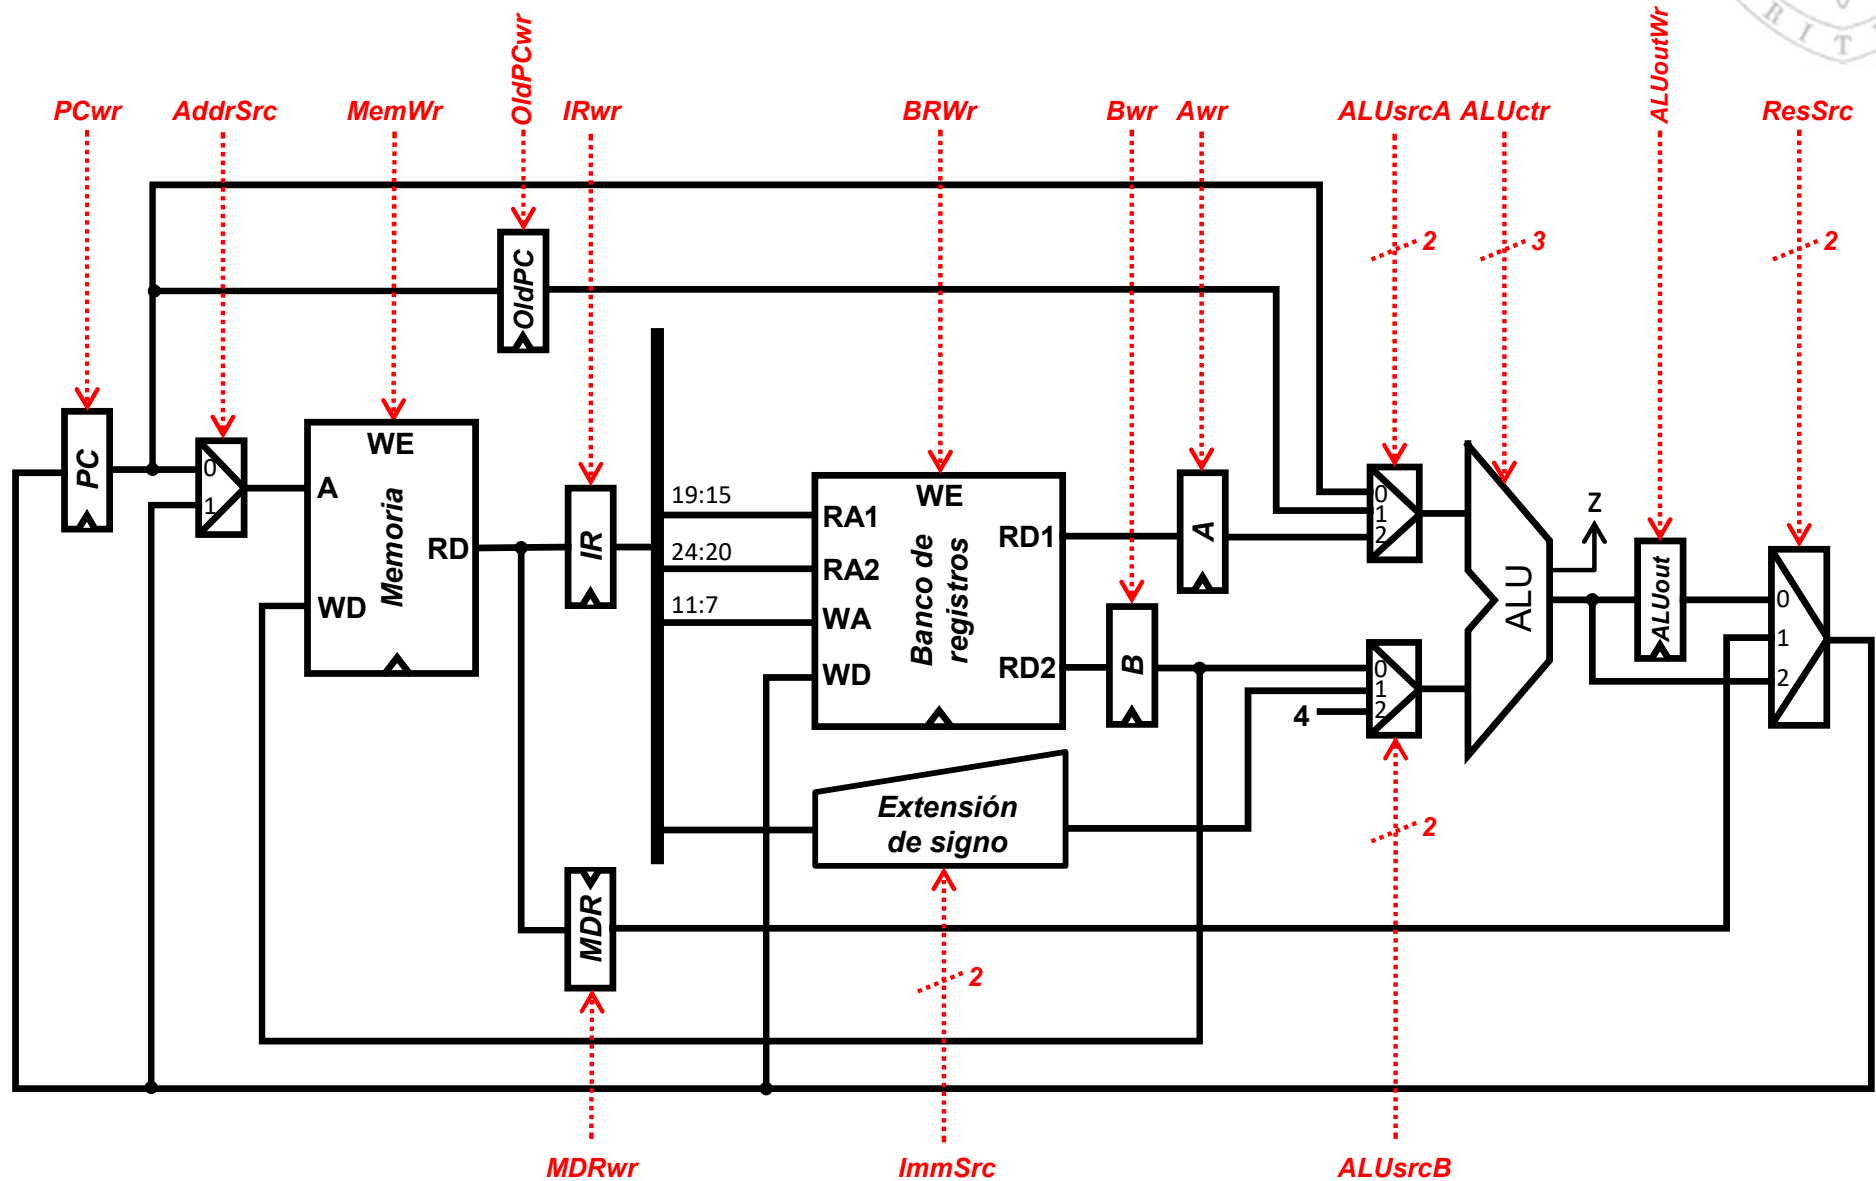 R I T
OldPCwr
ALUoutWr
PCwr AddrSrc MemWr IRwr BRWr Bwr Awr ALUsrcA ALUctr ResSrc
2 3 2
OldPC
PC
0
1
WE
A
Memoria
RD
WD
IR
19:15
24:20
11:7
WE
RA1
RA2
WA
WD
Banco de
registros
RD1
RD2
A
B
0
1
2
0
1
2
4
ALU
Z
ALUout
0
1
2
Extensión
de signo
2
MDR
2
MDRwr ImmSrc ALUsrcB